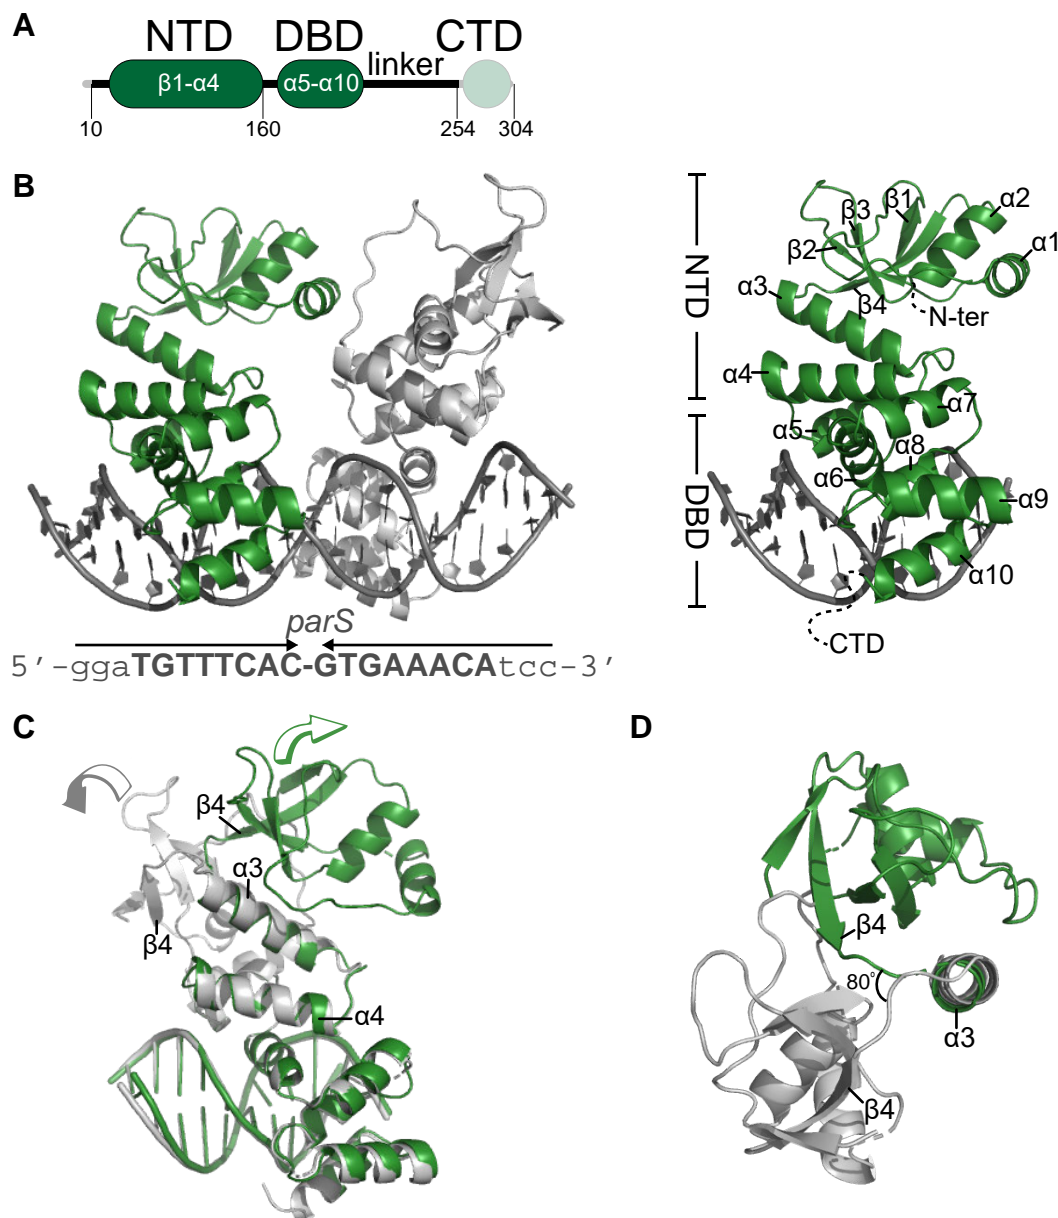 A
NTD DBD CTD
linker
β1-α4 α5-α10
10 160 254 304
B
NTD
DBD
β1
β3
α2
β2
α1
α3
β4
N-ter
α4
α7
α5
α8
α6
α9
α10
CTD
parS
5′-ggaTGTTTCAC-GTGAAACAtcc-3′
C
β4
α3
β4
α4
D
β4
80°
α3
β4